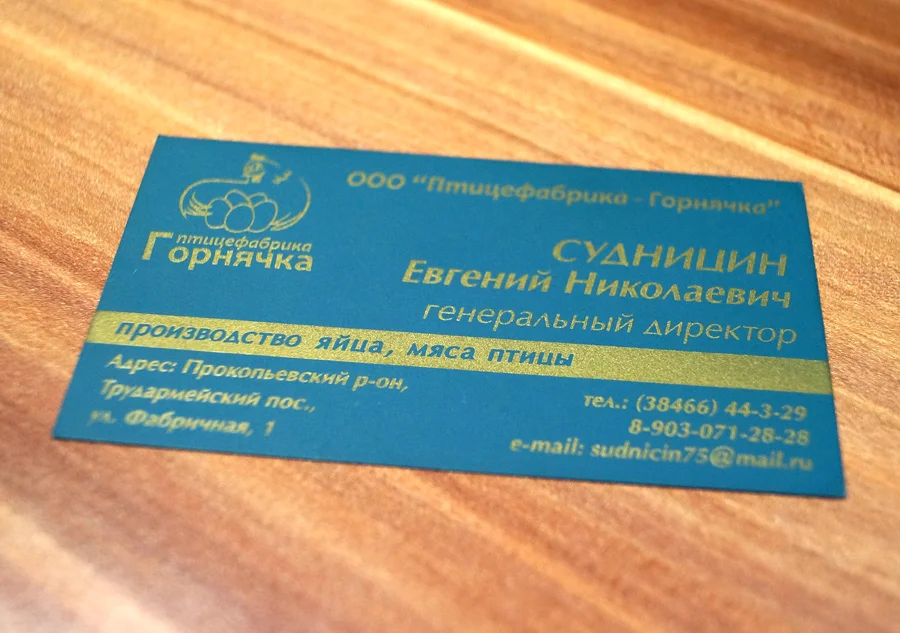 птицефабрика
Горнячка
ООО “Птицефабрика - Горнячка”
СУДНИЦИН
Евгений Николаевич
генеральный директор
производство яйца, мяса птицы
Адрес: Прокопьевский р-он,
Трудармейский пос.,
ул. Фабричная, 1
тел.: (38466) 44-3-29
8-903-071-28-28
e-mail: sudnicin75@mail.ru